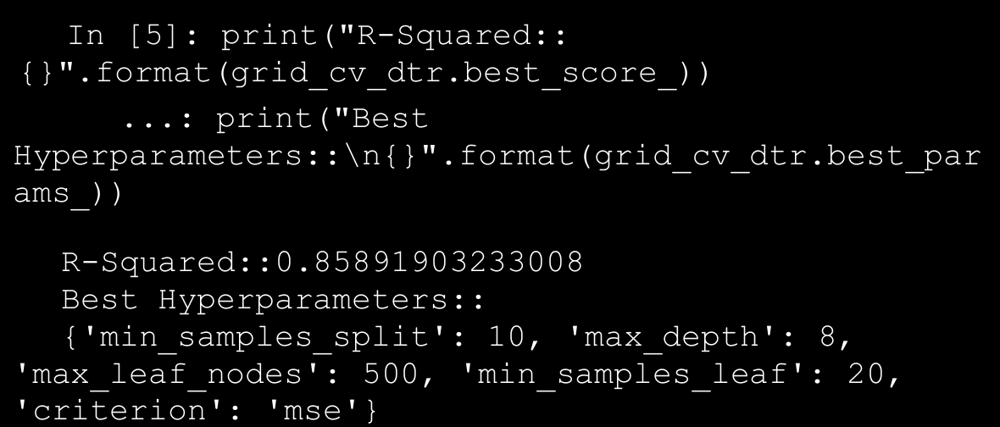 In [5]: print("R-Squared::
{}".format(grid_cv_dtr.best_score_))
...: print("Best
Hyperparameters::\n{}".format(grid_cv_dtr.best_par
ams_))
R-Squared::0.85891903233008
Best Hyperparameters::
{'min_samples_split': 10, 'max_depth': 8,
'max_leaf_nodes': 500, 'min_samples_leaf': 20,
'criterion': 'mse'}